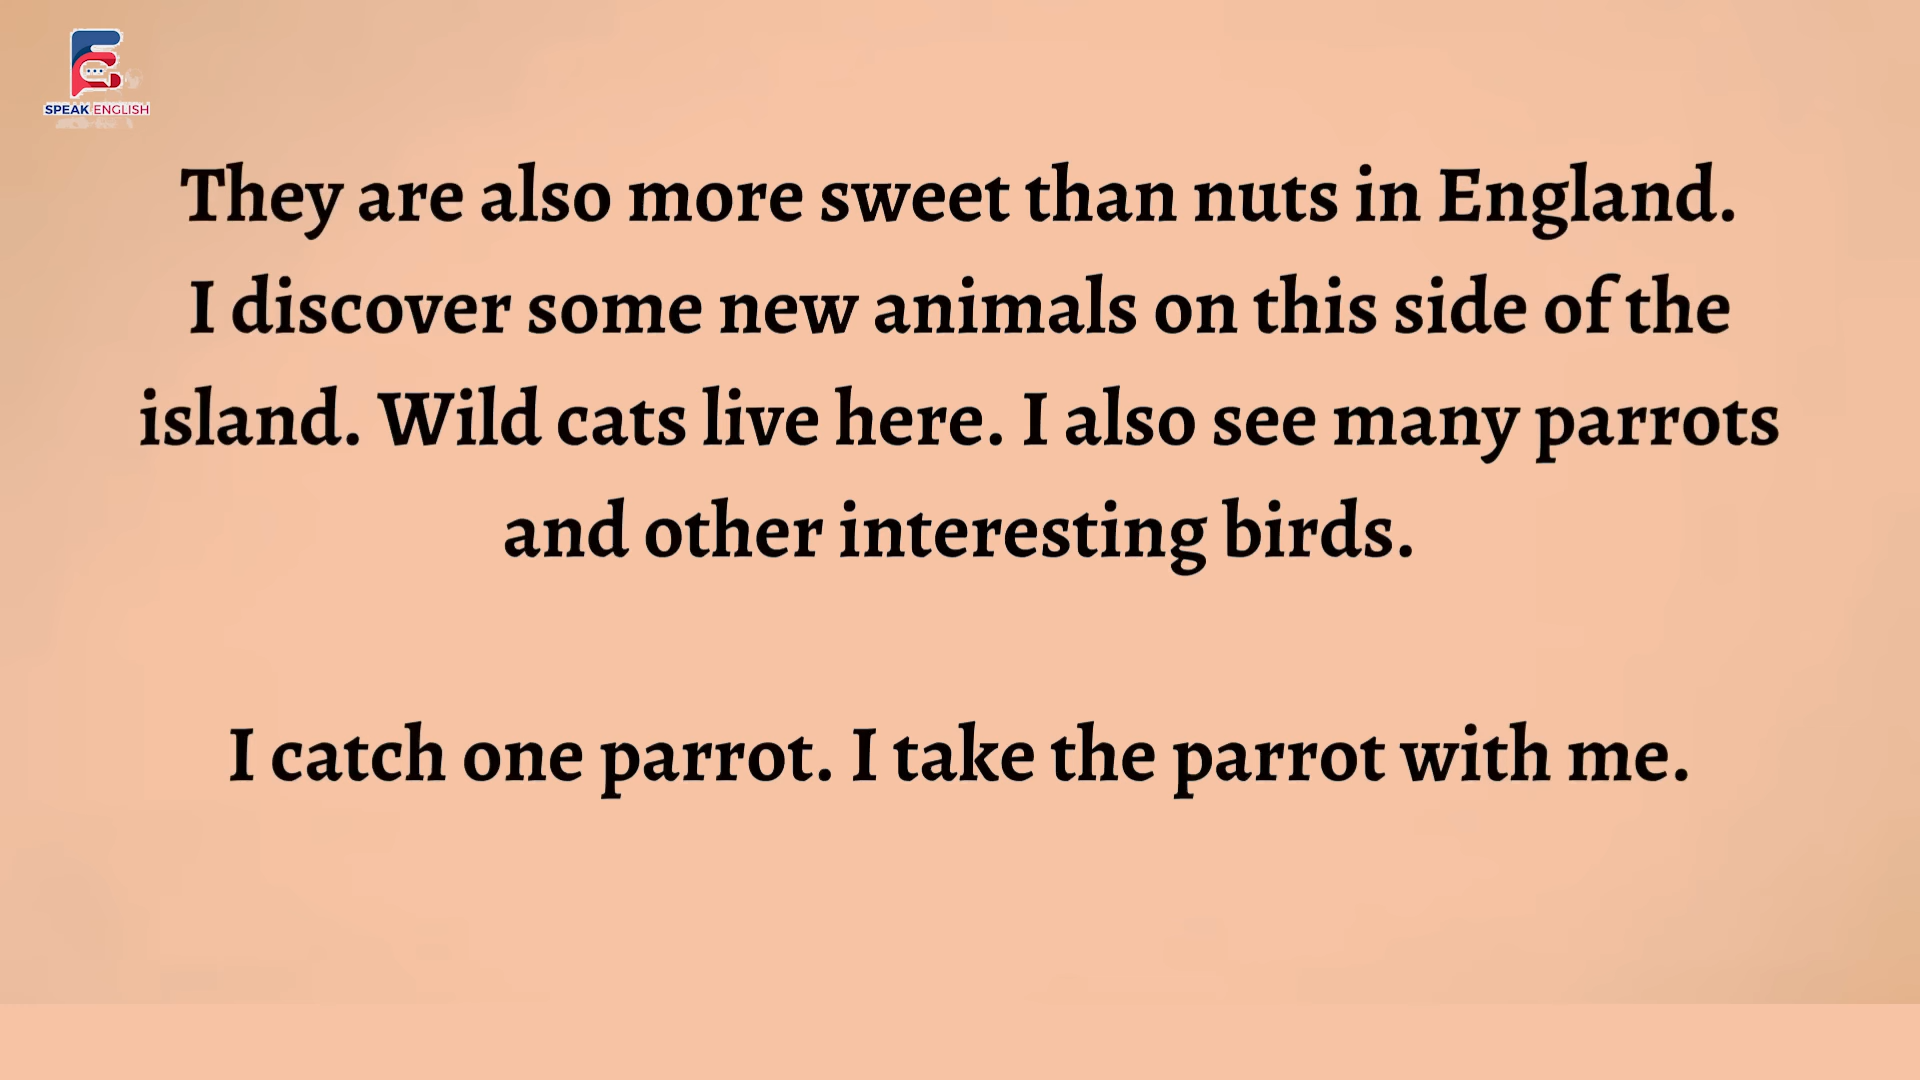 SPEAK ENGLISH
They are also more sweet than nuts in England.
I discover some new animals on this side of the
island. Wild cats live here. I also see many parrots
and other interesting birds.
I catch one parrot. I take the parrot with me.